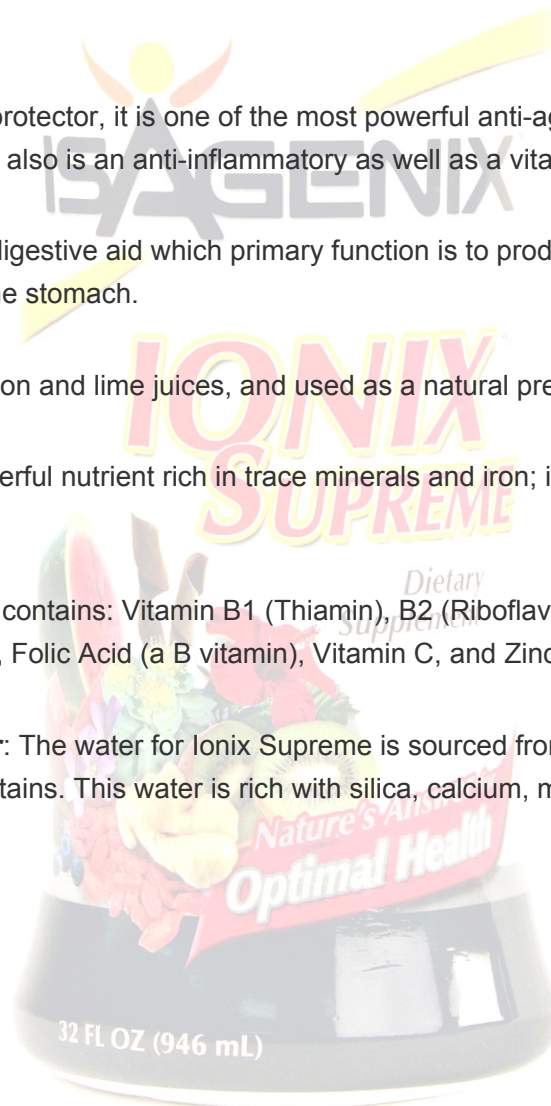 protector, it is one of the most powerful anti-ag
also is an anti-inflammatory as well as a vita
ISAGENIX
digestive aid which primary function is to prod
ne stomach.
IONIX
on and lime juices, and used as a natural pre
erful nutrient rich in trace minerals and iron; i
SUPREME
Dietary
Supplement
contains: Vitamin B1 (Thiamin), B2 (Riboflav
, Folic Acid (a B vitamin), Vitamin C, and Zinc
r: The water for Ionix Supreme is sourced from
tains. This water is rich with silica, calcium, m
Nature's Answer
Optimal Health
32 FL OZ (946 mL)